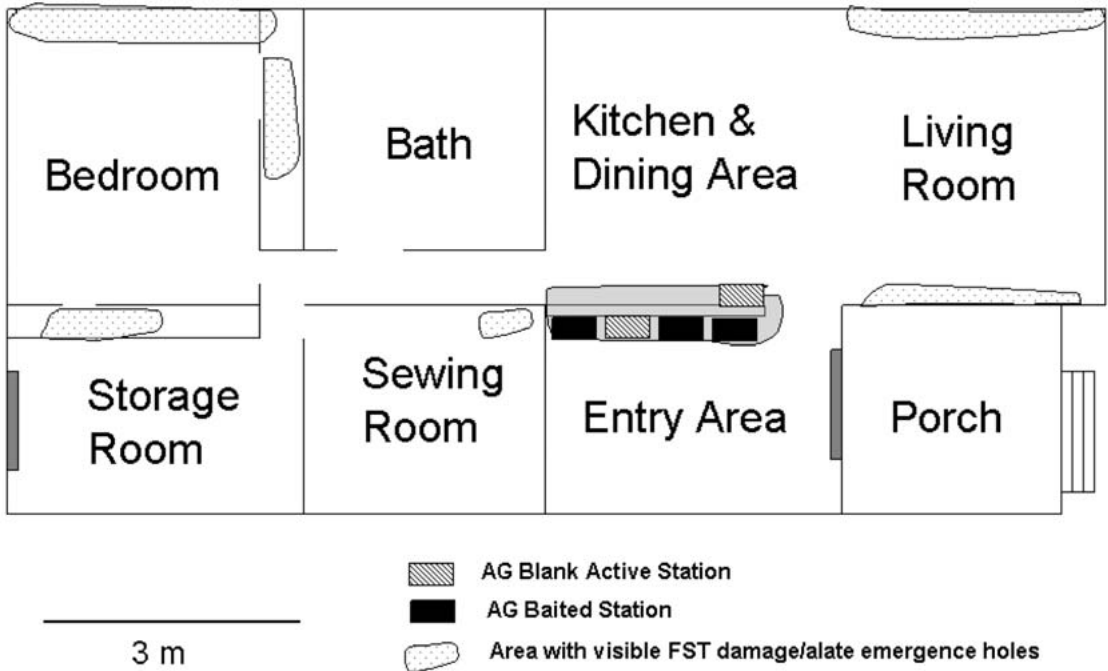 Bedroom
Bath
Kitchen &
Dining Area
Living
Room
Storage
Room
Sewing
Room
Entry Area
Porch
3 m
AG Blank Active Station
AG Baited Station
Area with visible FST damage/alate emergence holes